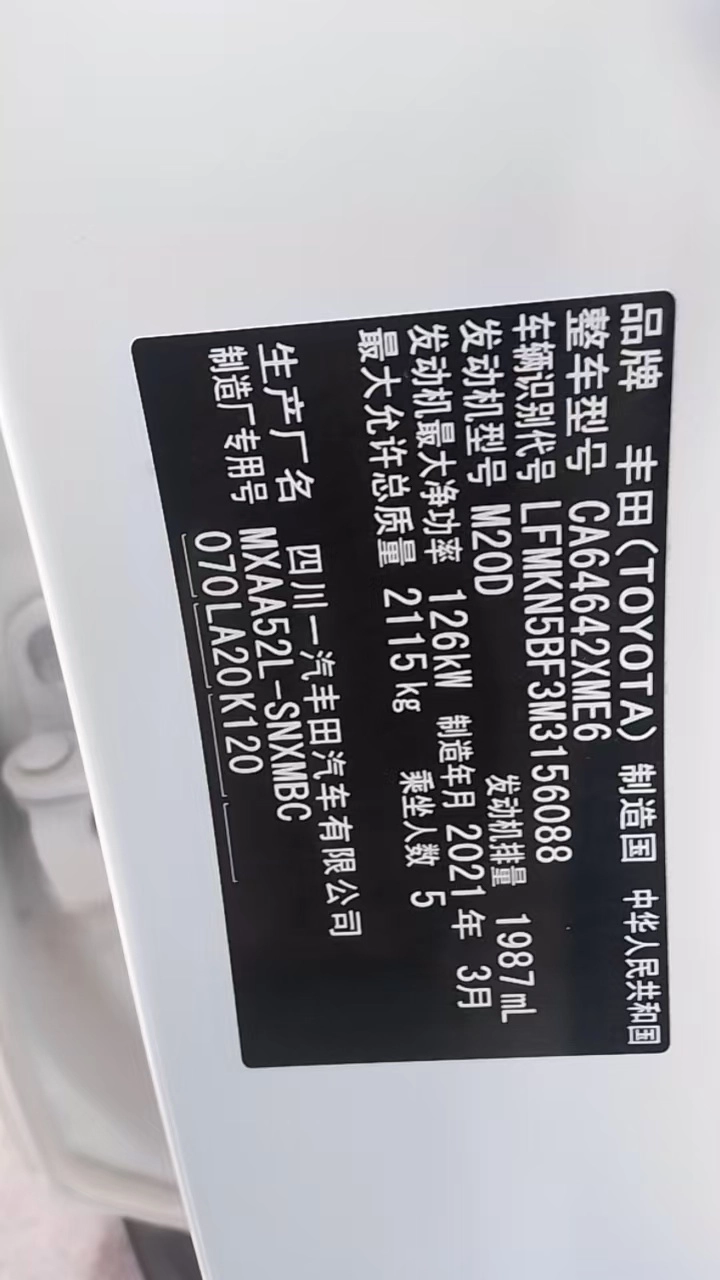 品牌 丰田(TOYOTA) 制造国 中华人民共和国
整车型号 CA64642XME6
车辆识别代号 LFMKN5BF3M3156088
发动机型号 M20D 发动机排量 1987mL
发动机最大净功率 126kW 制造年月 2021年 3月
最大允许总质量 2115kg 乘坐人数 5
生产厂名 四川一汽丰田汽车有限公司
制造厂专用号 MXAA52L-SNXMBC
070LA20K120